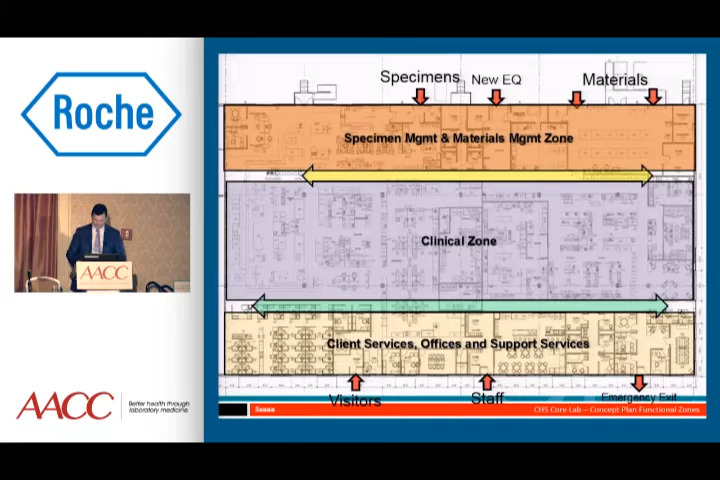 Roche
AACC
AACC
Better health through
laboratory medicine.
Specimens
New EQ
Materials
Specimen Mgmt & Materials Mgmt Zone
Clinical Zone
Client Services, Offices and Support Services
Visitors
Staff
Emergency Exit
CHS Core Lab – Concept Plan Functional Zones